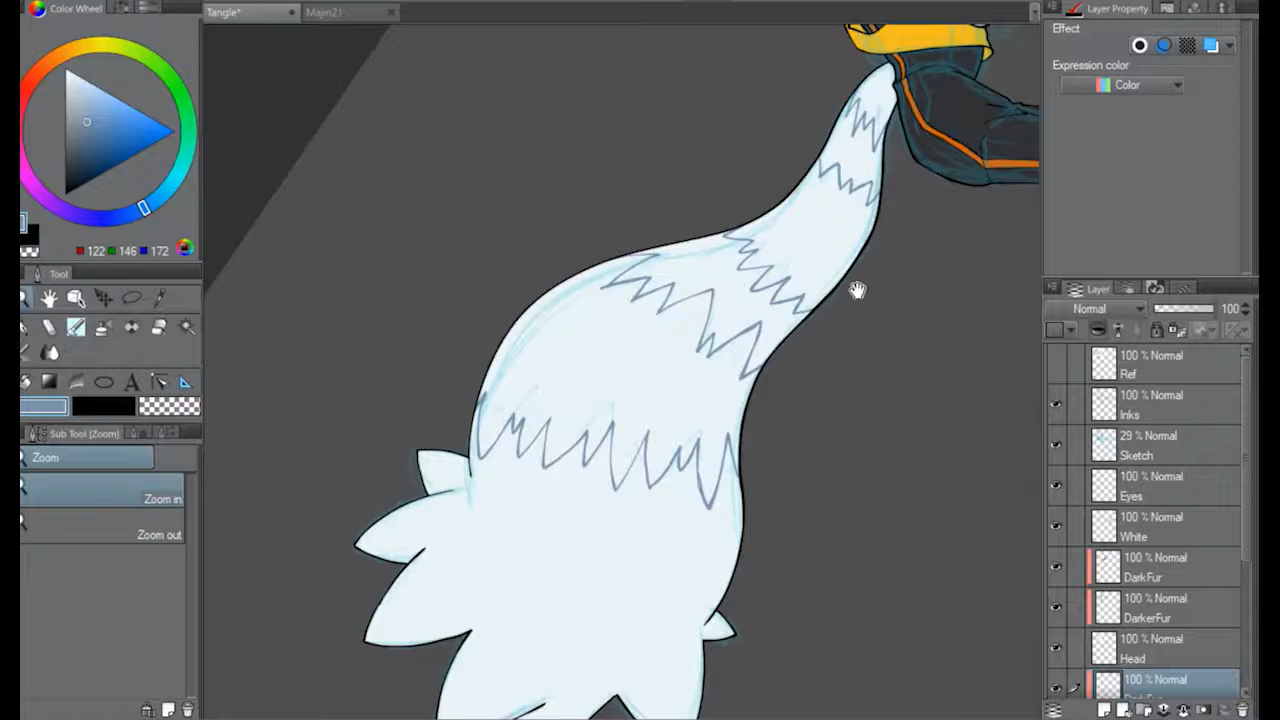 Color Wheel
Tangle*
Majin21
Layer Property
Effect
Expression color
Color
122 146 172
Tool
Sub Tool [Zoom]
Zoom
Zoom in
Zoom out
Layer
Normal 100
100 % Normal
Ref
100 % Normal
Inks
29 % Normal
Sketch
100 % Normal
Eyes
100 % Normal
White
100 % Normal
DarkFur
100 % Normal
DarkerFur
100 % Normal
Head
100 % Normal